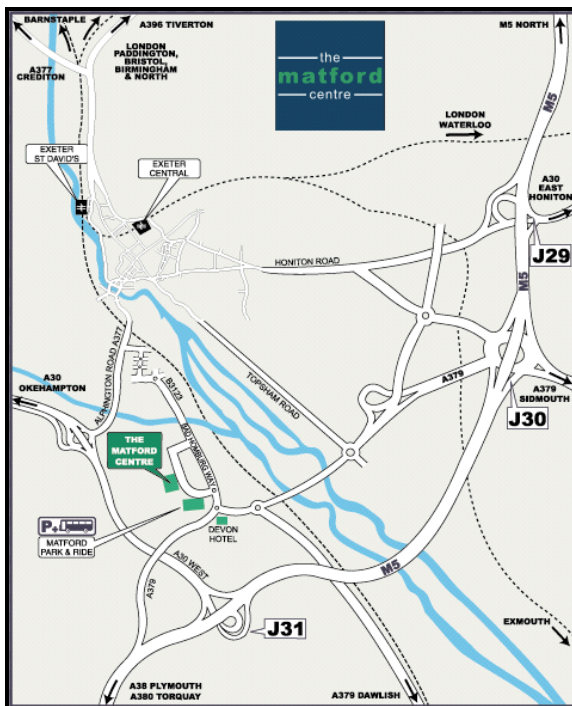 BARNSTAPLE
A396 TIVERTON
M5 NORTH
the
matford
centre
LONDON
PADDINGTON,
BRISTOL,
BIRMINGHAM
& NORTH
A377
CREDITON
M5
LONDON
WATERLOO
EXETER
ST DAVID'S
EXETER
CENTRAL
A30
EAST
HONITON
J29
HONITON ROAD
M5
ALPHINGTON ROAD A377
A30
OKEHAMPTON
B3123
TOPSHAM ROAD
A379
A379
SIDMOUTH
J30
BAD HOMBURG WAY
THE
MATFORD
CENTRE
P+
MATFORD
PARK & RIDE
DEVON
HOTEL
A30 WEST
A379
M5
J31
EXMOUTH
A38 PLYMOUTH
A380 TORQUAY
A379 DAWLISH